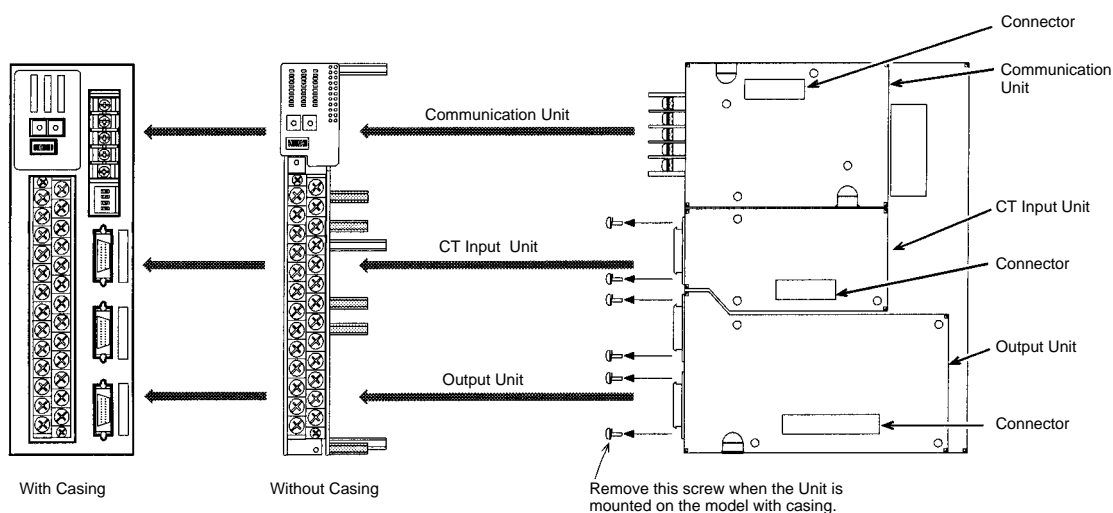 Connector
Communication
Unit
Communication Unit
CT Input Unit
CT Input Unit
Connector
Output Unit
Output Unit
Connector
With Casing
Without Casing
Remove this screw when the Unit is
mounted on the model with casing.